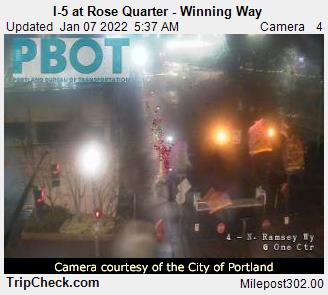 I-5 at Rose Quarter - Winning Way
Updated Jan 07 2022 5:37 AM Camera 4
PBOT
PORTLAND BUREAU OF TRANSPORTATION
4 - N. Ramsey Wy
@ One Ctr
Camera courtesy of the City of Portland
TripCheck.com Milepost302.00